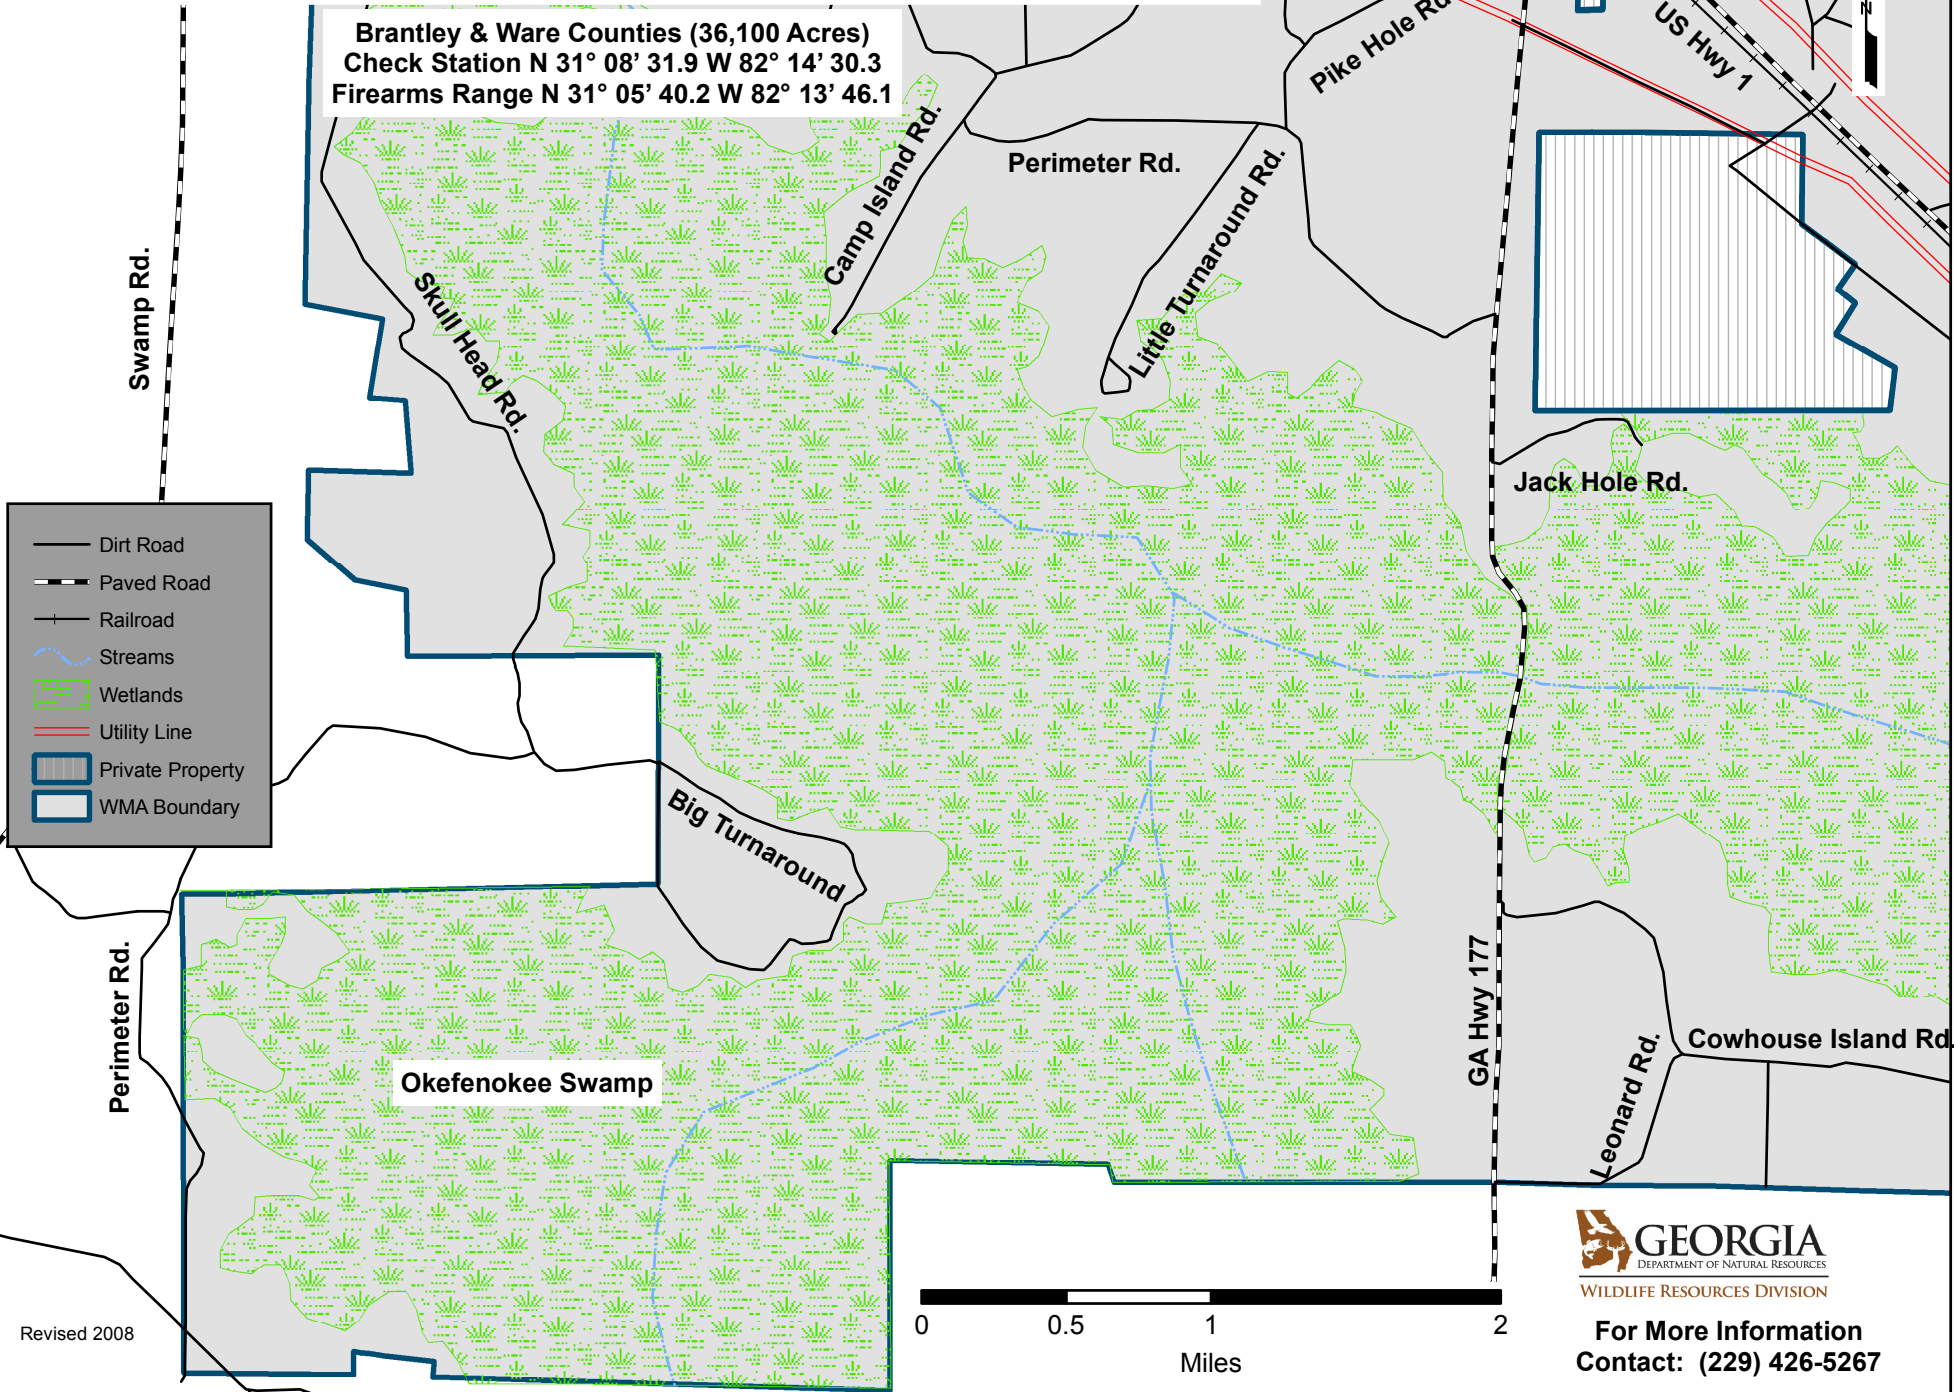 Brantley & Ware Counties (36,100 Acres)
Check Station N 31° 08’ 31.9 W 82° 14’ 30.3
Firearms Range N 31° 05’ 40.2 W 82° 13’ 46.1
Pike Hole Rd
US Hwy 1
N
Camp Island Rd.
Perimeter Rd.
Little Turnaround Rd.
Swamp Rd.
Skull Head Rd.
Jack Hole Rd.
Dirt Road
Paved Road
Railroad
Streams
Wetlands
Utility Line
Private Property
WMA Boundary
Big Turnaround
Perimeter Rd.
GA Hwy 177
Cowhouse Island Rd.
Leonard Rd.
Okefenokee Swamp
GEORGIA
DEPARTMENT OF NATURAL RESOURCES
WILDLIFE RESOURCES DIVISION
0 0.5 1 2
Miles
Revised 2008
For More Information
Contact: (229) 426-5267